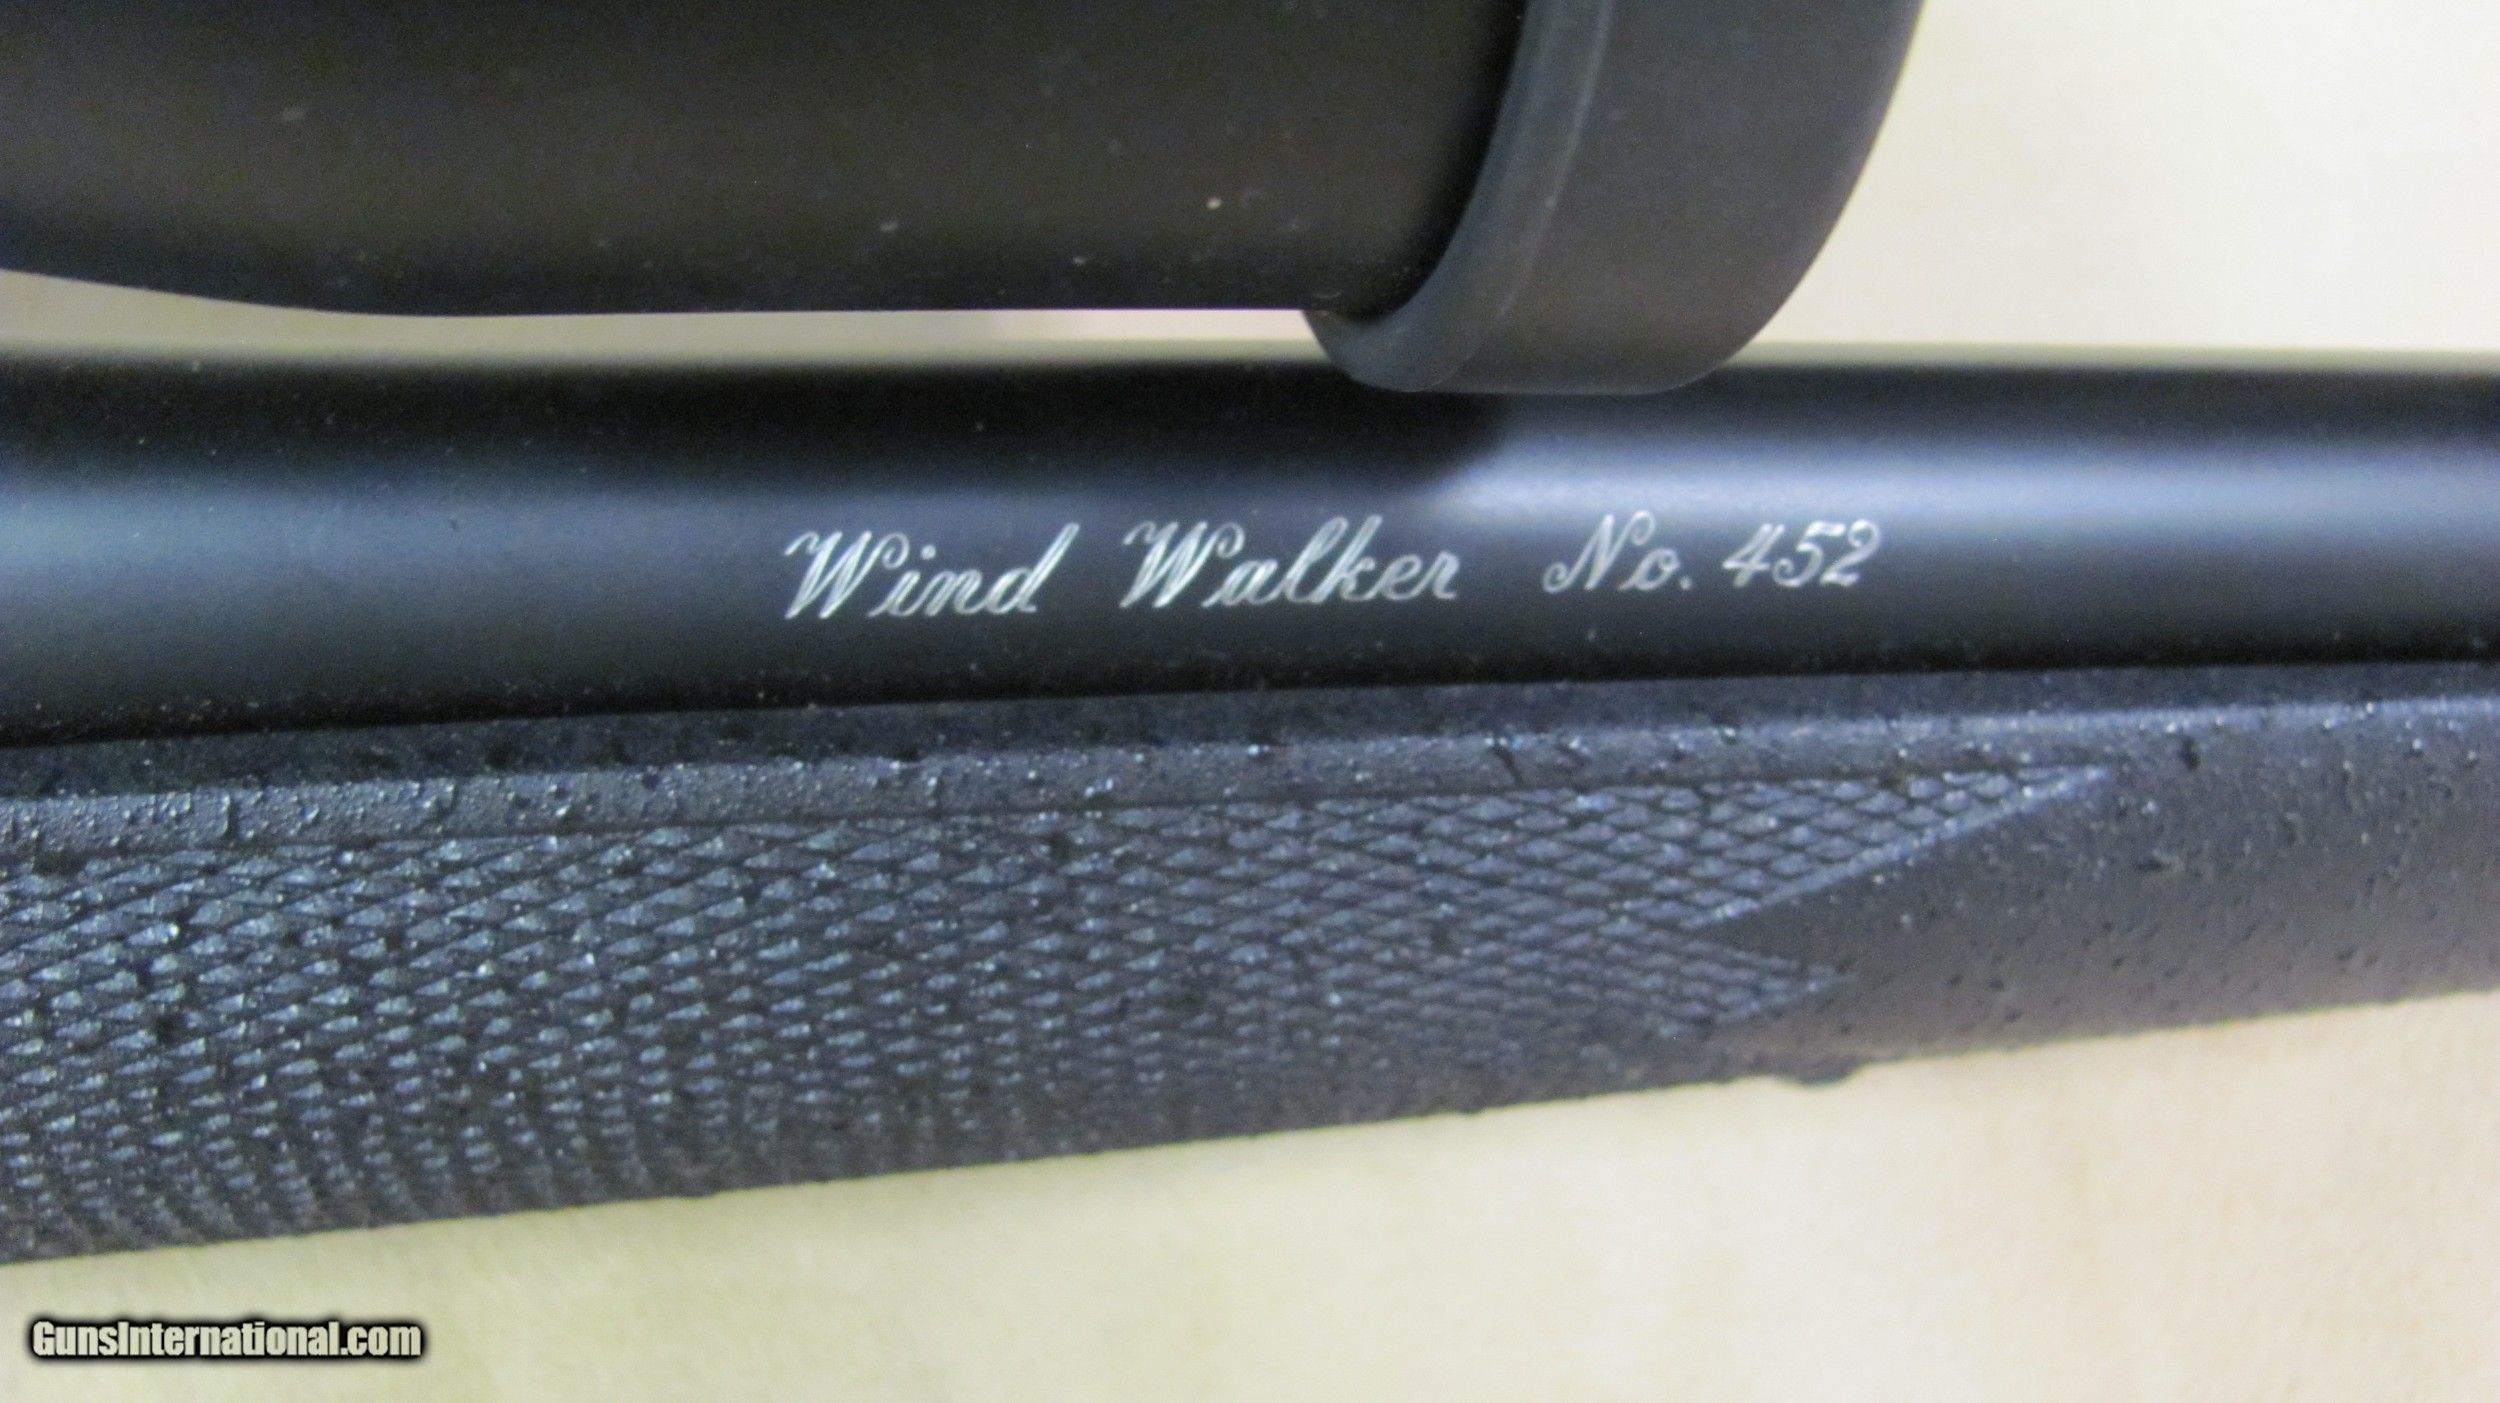 Wind Walker No. 452
GunsInternational.com